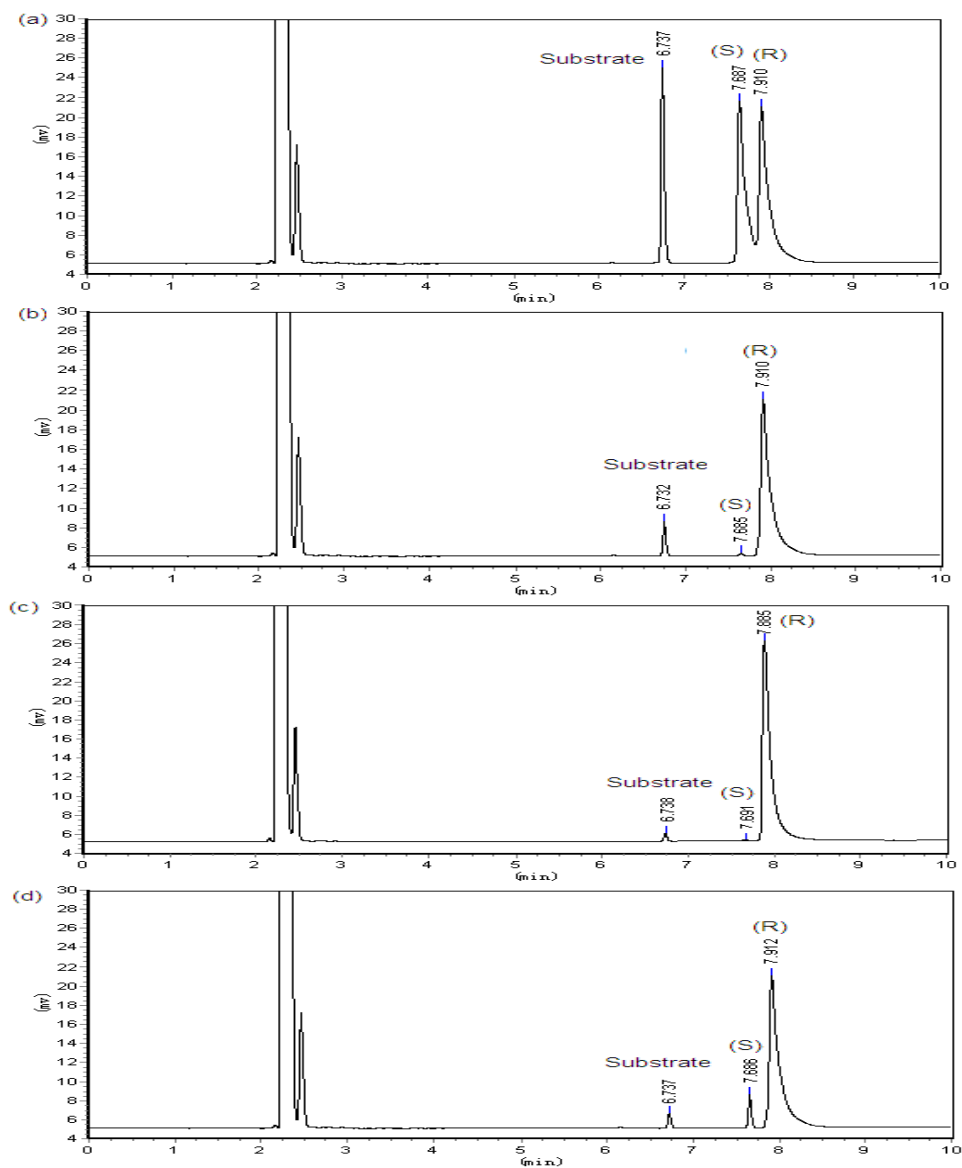 (a)
30
28
26
24
22
20
18
16
14
12
10
8
6
4
(mv)
Substrate
6.737
(S)
7.687
(R)
7.910
0 1 2 3 4 5 6 7 8 9 10
(min)
(b)
30
28
26
24
22
20
18
16
14
12
10
8
6
4
(mv)
Substrate
6.732
(S)
7.685
(R)
7.910
0 1 2 3 4 5 6 7 8 9 10
(min)
(c)
30
28
26
24
22
20
18
16
14
12
10
8
6
4
(mv)
Substrate
6.738
(S)
7.691
7.885
(R)
0 1 2 3 4 5 6 7 8 9 10
(min)
(d)
30
28
26
24
22
20
18
16
14
12
10
8
6
4
(mv)
Substrate
6.737
(S)
7.686
(R)
7.912
0 1 2 3 4 5 6 7 8 9 10
(min)